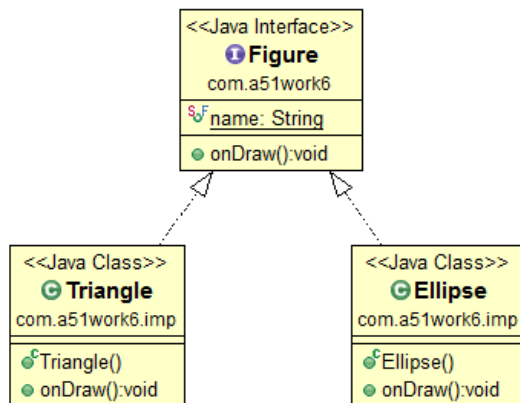 <<Java Interface>>
I Figure
com.a51work6
S F name: String
onDraw():void
<<Java Class>>
C Triangle
com.a51work6.imp
C Triangle()
onDraw():void
<<Java Class>>
C Ellipse
com.a51work6.imp
C Ellipse()
onDraw():void